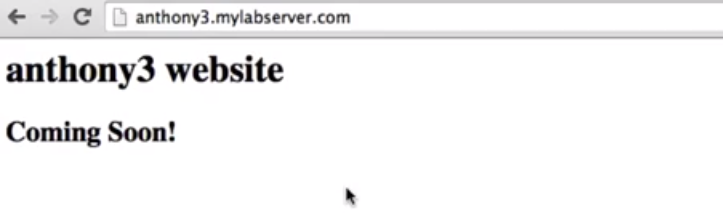 anthony3.mylabserver.com
anthony3 website
Coming Soon!